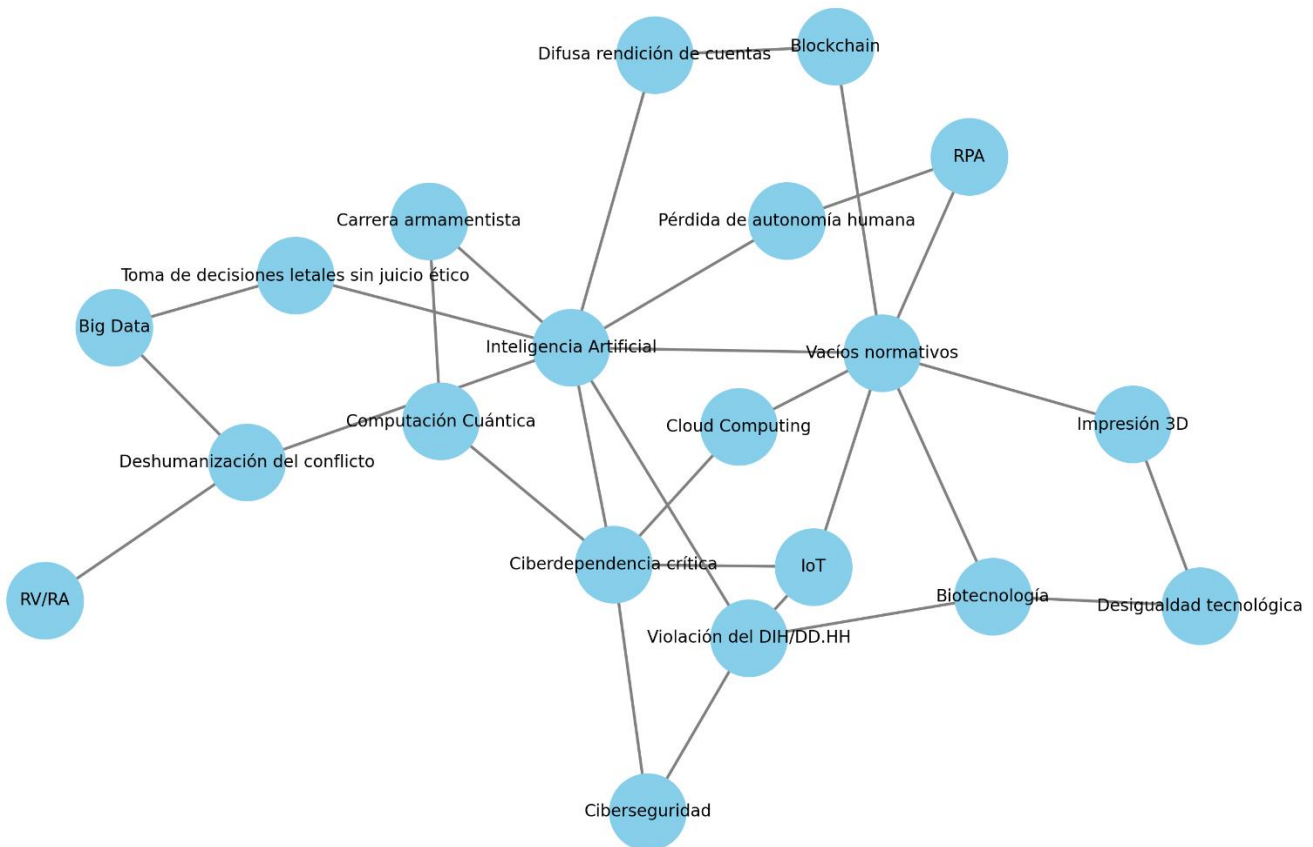 Difusa rendición de cuentas
Blockchain
RPA
Carrera armamentista
Pérdida de autonomía humana
Toma de decisiones letales sin juicio ético
Big Data
Inteligencia Artificial
Vacíos normativos
Computación Cuántica
Cloud Computing
Impresión 3D
Deshumanización del conflicto
Ciberdependencia crítica
IoT
RV/RA
Biotecnología
Desigualdad tecnológica
Violación del DIH/DD.HH
Ciberseguridad